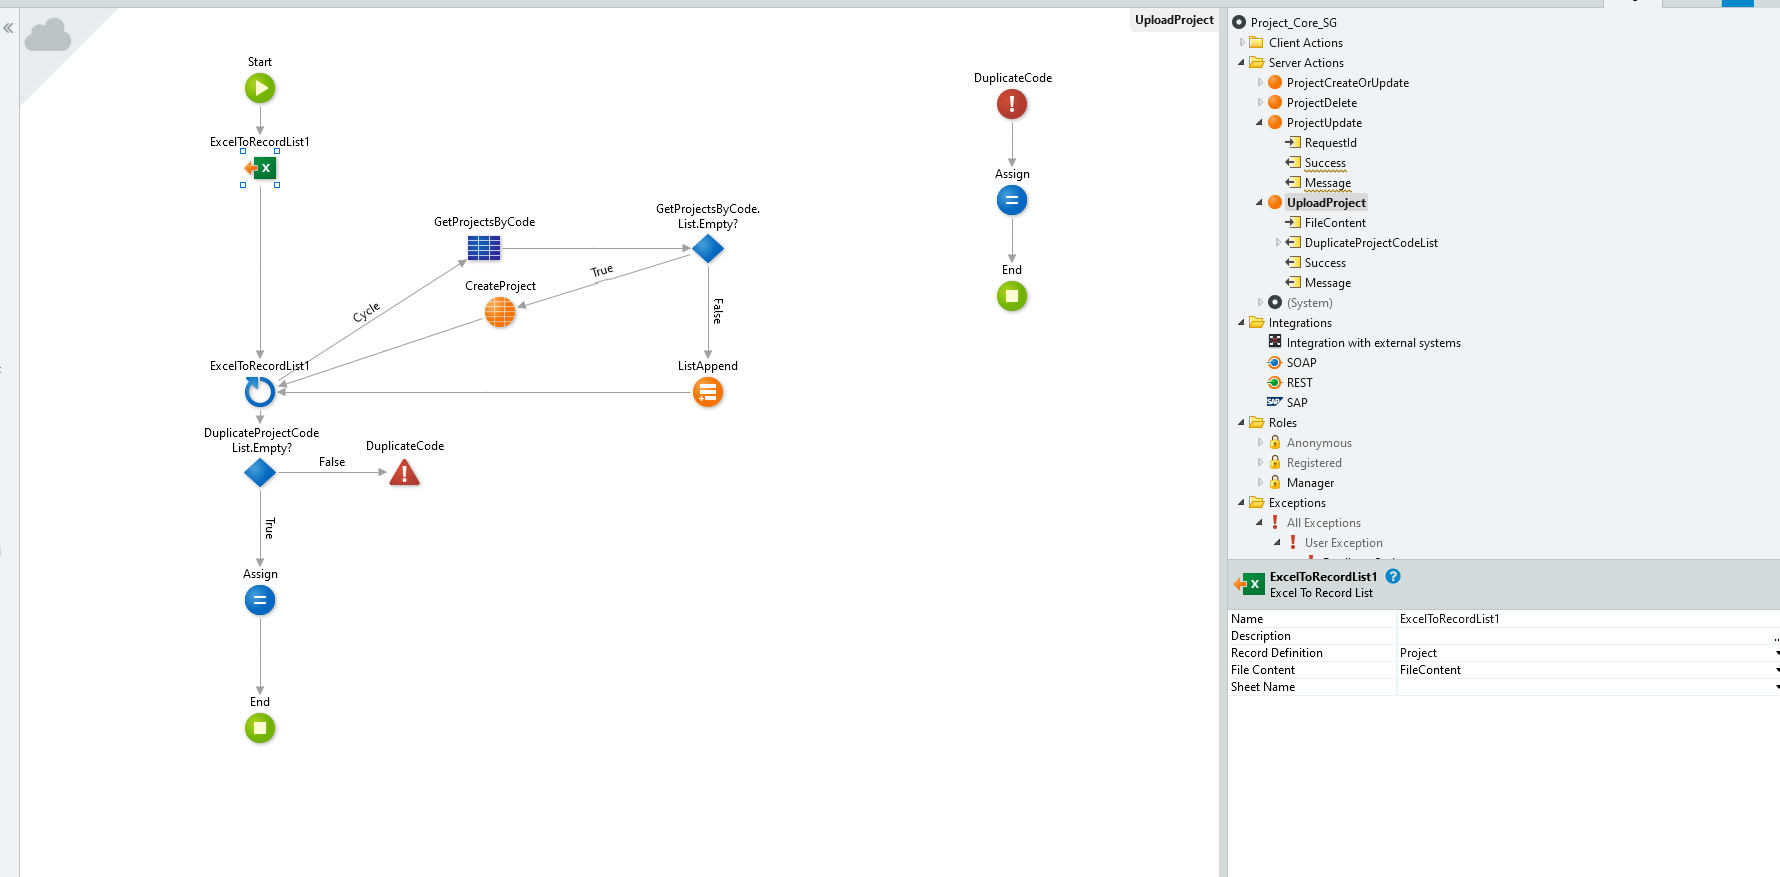 UploadProject
Start
ExcelToRecordList1
GetProjectsByCode
GetProjectsByCode.
List.Empty?
True
CreateProject
Cycle
False
ExcelToRecordList1
ListAppend
DuplicateProjectCode
List.Empty?
False
DuplicateCode
True
Assign
End
DuplicateCode
Assign
End
Project_Core_SG
Client Actions
Server Actions
ProjectCreateOrUpdate
ProjectDelete
ProjectUpdate
RequestId
Success
Message
UploadProject
FileContent
DuplicateProjectCodeList
Success
Message
(System)
Integrations
Integration with external systems
SOAP
REST
SAP SAP
Roles
Anonymous
Registered
Manager
Exceptions
All Exceptions
User Exception
X ExcelToRecordList1 ?
Excel To Record List
Name ExcelToRecordList1
Description ..
Record Definition Project
File Content FileContent
Sheet Name